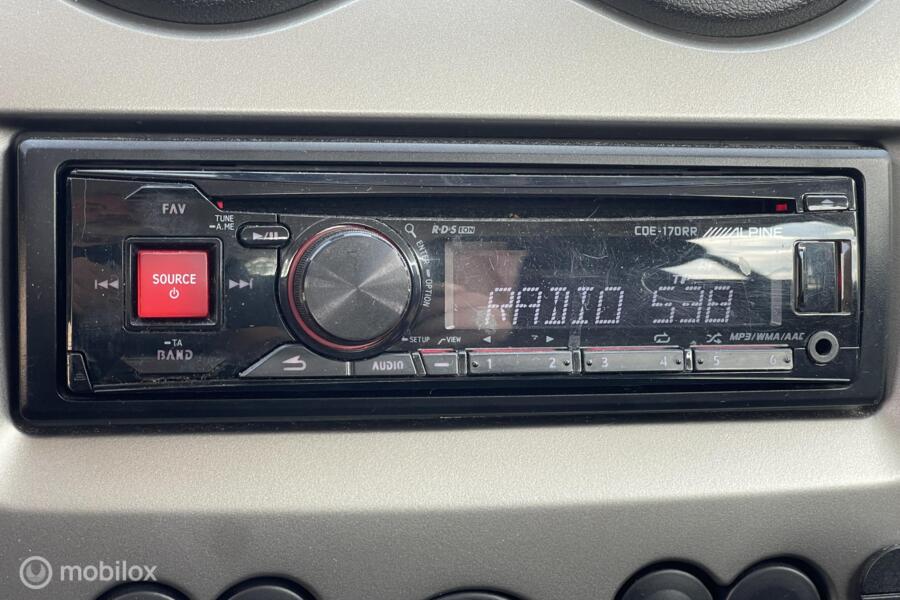 FAV
TUNE
A.ME
R·D·S EON
CDE-170RR ALPINE
SOURCE
ENTER
OPTION
RADIO 538
TA
BAND
SETUP
VIEW
MP3/WMA/AAC
AUDIO
1 2 3 4 5 6
mobilox